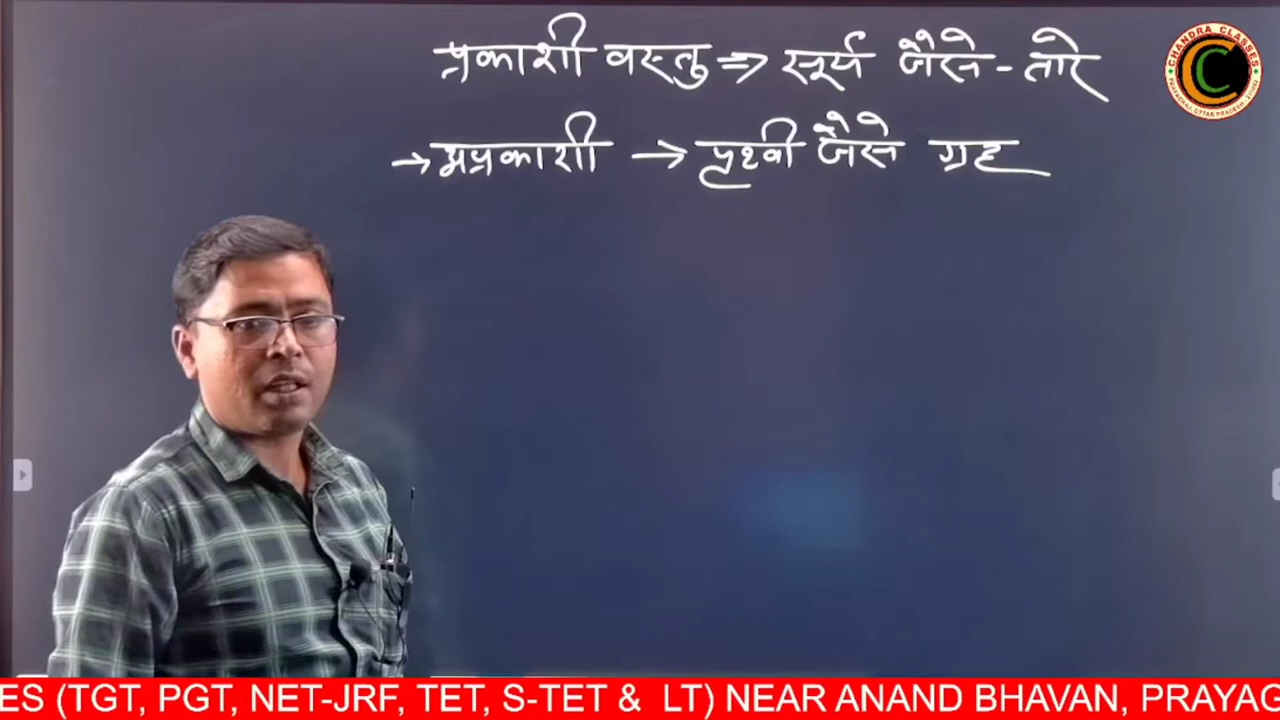 प्रकाशी वस्तु ⇒ सूर्य जैसे - तारे
→ अप्रकाशी → पृथ्वी जैसे ग्रह
CHANDRA CLASSES
ES (TGT, PGT, NET-JRF, TET, S-TET & LT) NEAR ANAND BHAVAN, PRAYAG